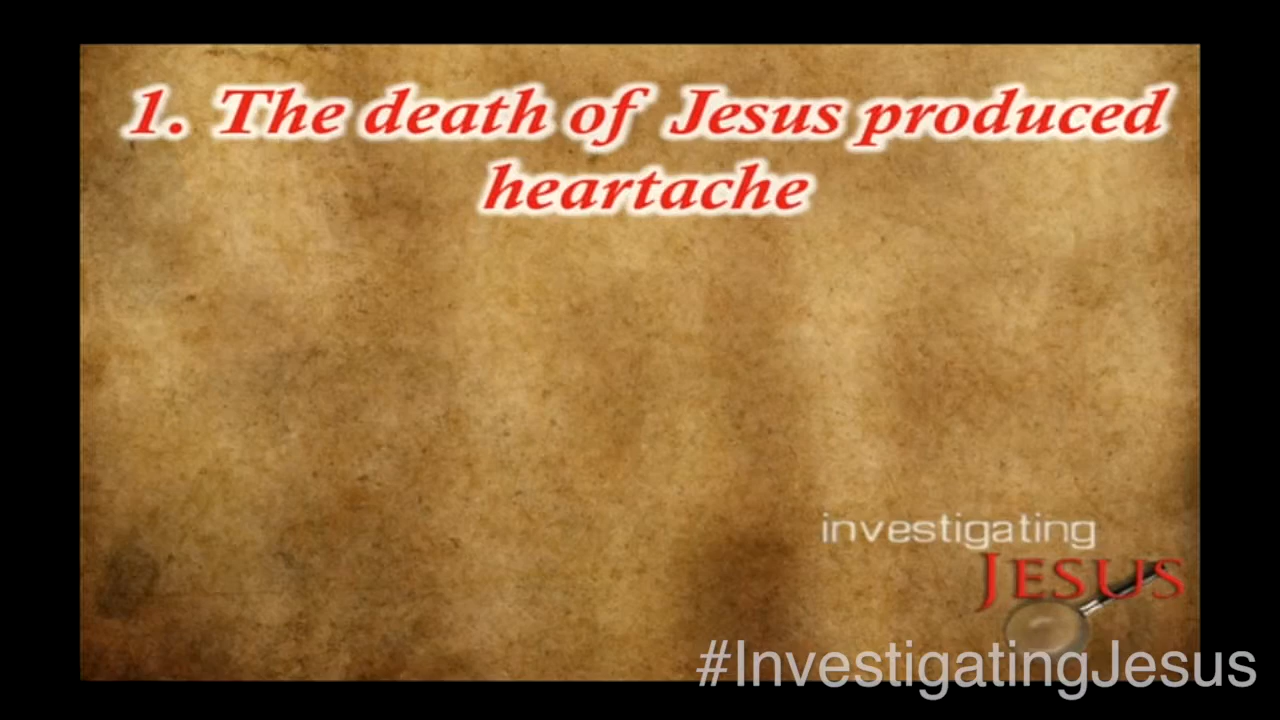 1. The death of Jesus produced
heartache
investigating
JESUS
#InvestigatingJesus